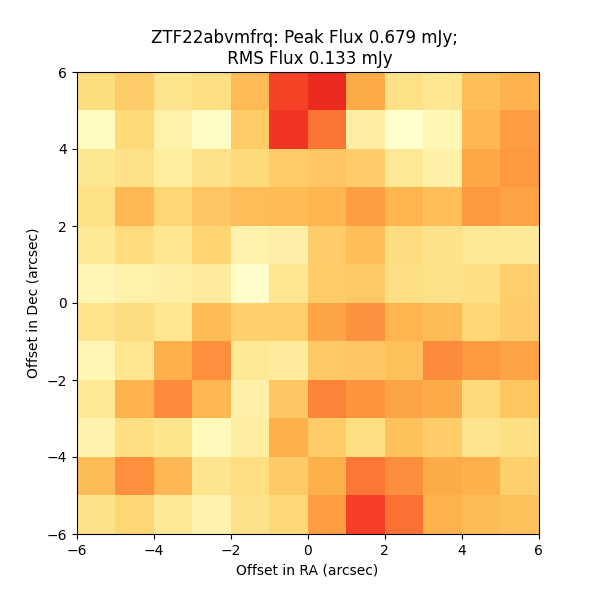 ZTF22abvmfrq: Peak Flux 0.679 mJy;
RMS Flux 0.133 mJy
6
4
2
0
−2
−4
−6
Offset in Dec (arcsec)
−6 −4 −2 0 2 4 6
Offset in RA (arcsec)